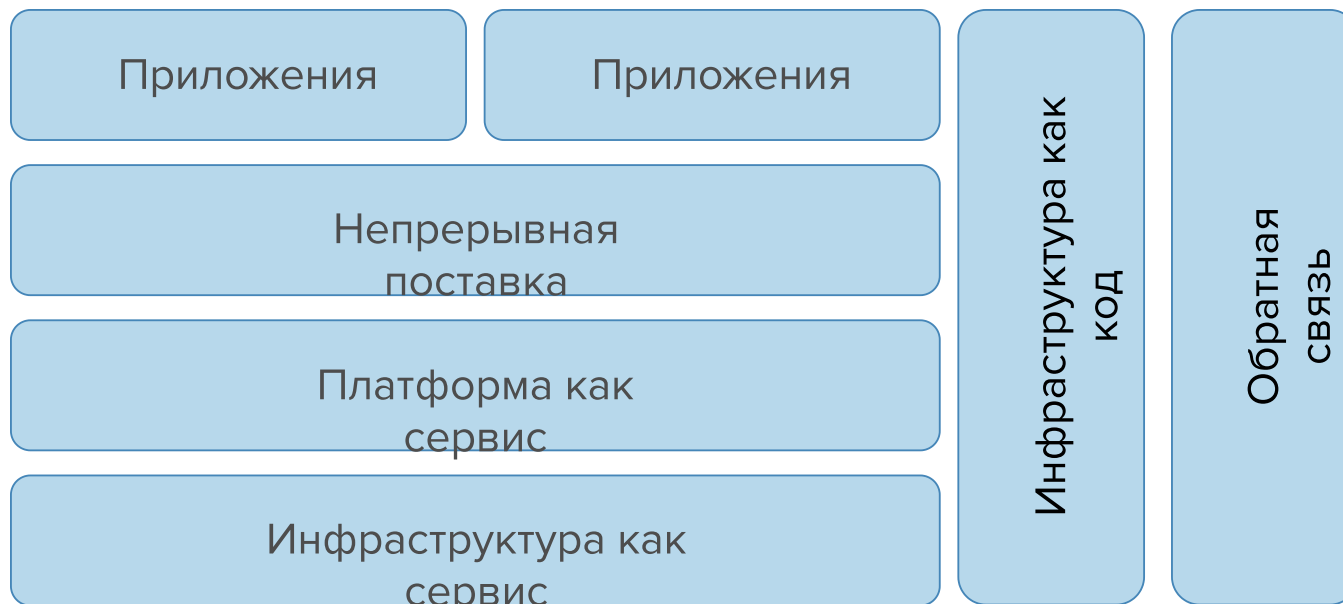 Приложения
Приложения
Непрерывная
поставка
Платформа как
сервис
Инфраструктура как
сервис
Инфраструктура как
код
Обратная
связь